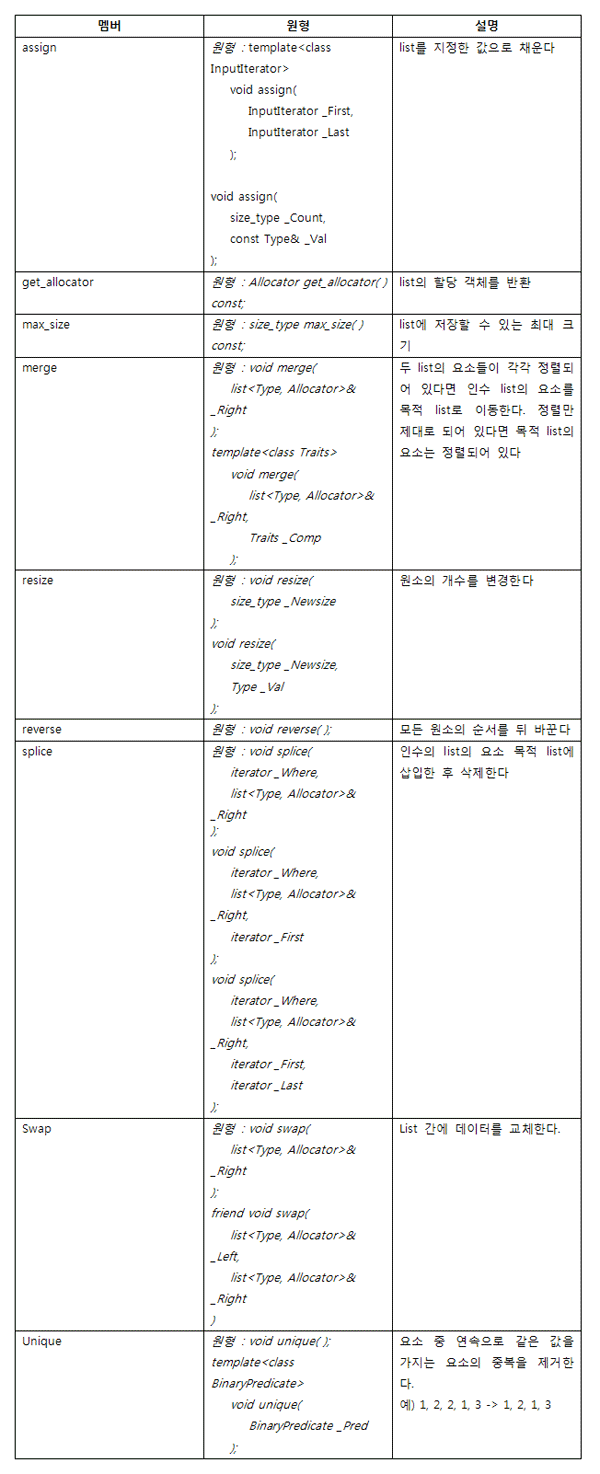 멤버 원형 설명
assign
원형 : template<class
InputIterator>
void assign(
InputIterator _First,
InputIterator _Last
);
void assign(
size_type _Count,
const Type& _Val
);
list를 지정한 값으로 채운다
get_allocator
원형 : Allocator get_allocator( )
const;
list의 할당 객체를 반환
max_size
원형 : size_type max_size( )
const;
list에 저장할 수 있는 최대 크
기
merge
원형 : void merge(
list<Type, Allocator>&
_Right
);
template<class Traits>
void merge(
list<Type, Allocator>&
_Right,
Traits _Comp
);
두 list의 요소들이 각각 정렬되
어 있다면 인수 list의 요소를
목적 list로 이동한다. 정렬만
제대로 되어 있다면 목적 list의
요소는 정렬되어 있다
resize
원형 : void resize(
size_type _Newsize
);
void resize(
size_type _Newsize,
Type _Val
);
원소의 개수를 변경한다
reverse
원형 : void reverse( );
모든 원소의 순서를 뒤 바꾼다
splice
원형 : void splice(
iterator _Where,
list<Type, Allocator>&
_Right
);
void splice(
iterator _Where,
list<Type, Allocator>&
_Right,
iterator _First
);
void splice(
iterator _Where,
list<Type, Allocator>&
_Right,
iterator _First,
iterator _Last
);
인수의 list의 요소 목적 list에
삽입한 후 삭제한다
Swap
원형 : void swap(
list<Type, Allocator>&
_Right
);
friend void swap(
list<Type, Allocator>&
_Left,
list<Type, Allocator>&
_Right
)
List 간에 데이터를 교체한다.
Unique
원형 : void unique( );
template<class
BinaryPredicate>
void unique(
BinaryPredicate _Pred
);
요소 중 연속으로 같은 값을
가지는 요소의 중복을 제거한
다.
예) 1, 2, 2, 1, 3 -> 1, 2, 1, 3